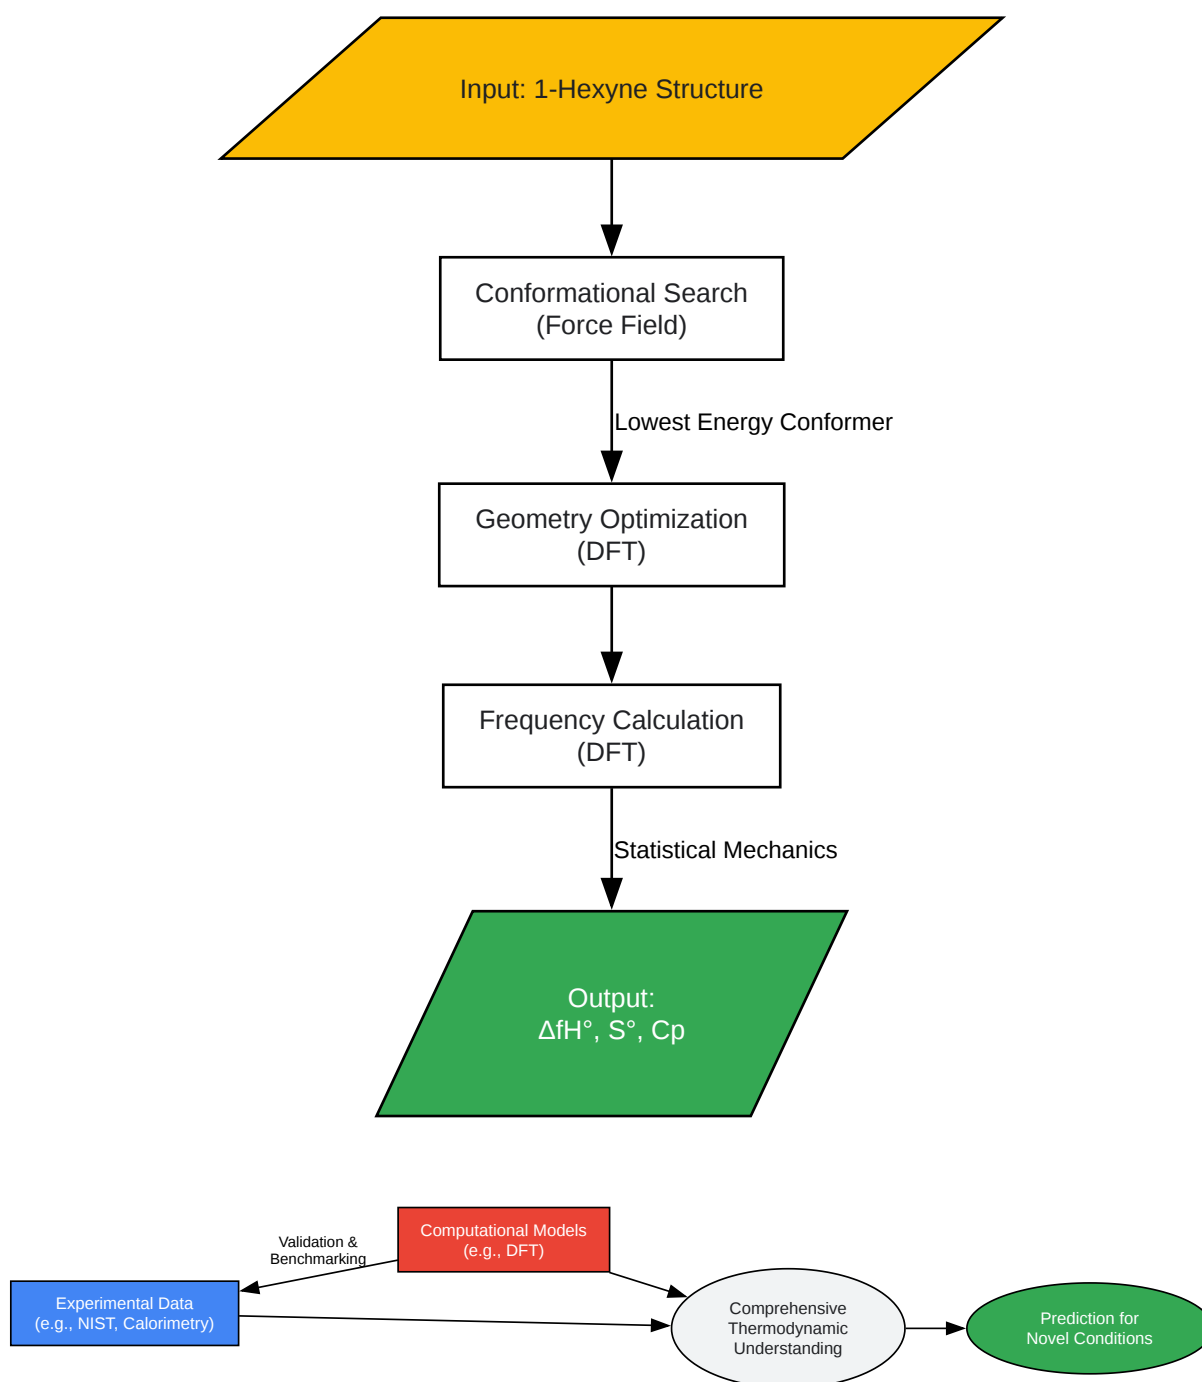 Input: 1-Hexyne Structure
Conformational Search
(Force Field)
Lowest Energy Conformer
Geometry Optimization
(DFT)
Frequency Calculation
(DFT)
Statistical Mechanics
Output:
ΔfH°, S°, Cp
Computational Models
(e.g., DFT)
Validation &
Benchmarking
Experimental Data
(e.g., NIST, Calorimetry)
Comprehensive
Thermodynamic
Understanding
Prediction for
Novel Conditions